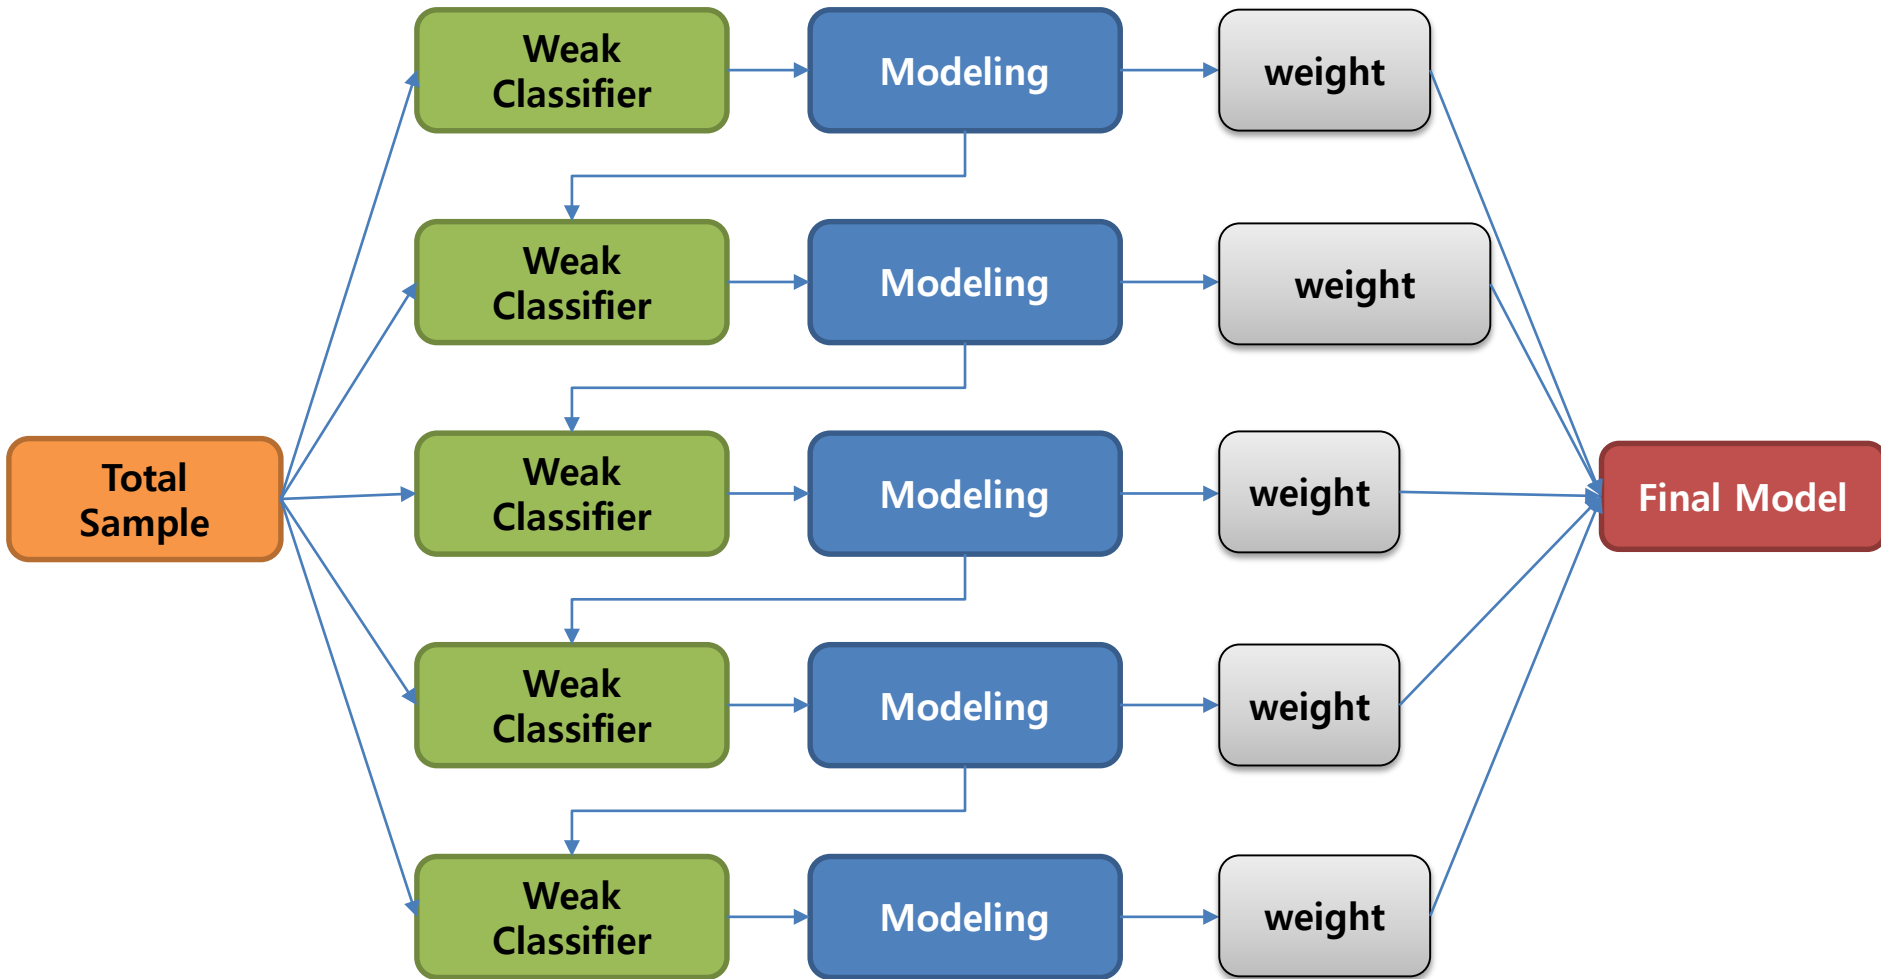 Weak
Classifier
Modeling
weight
Weak
Classifier
Modeling
weight
Total
Sample
Weak
Classifier
Modeling
weight
Final Model
Weak
Classifier
Modeling
weight
Weak
Classifier
Modeling
weight